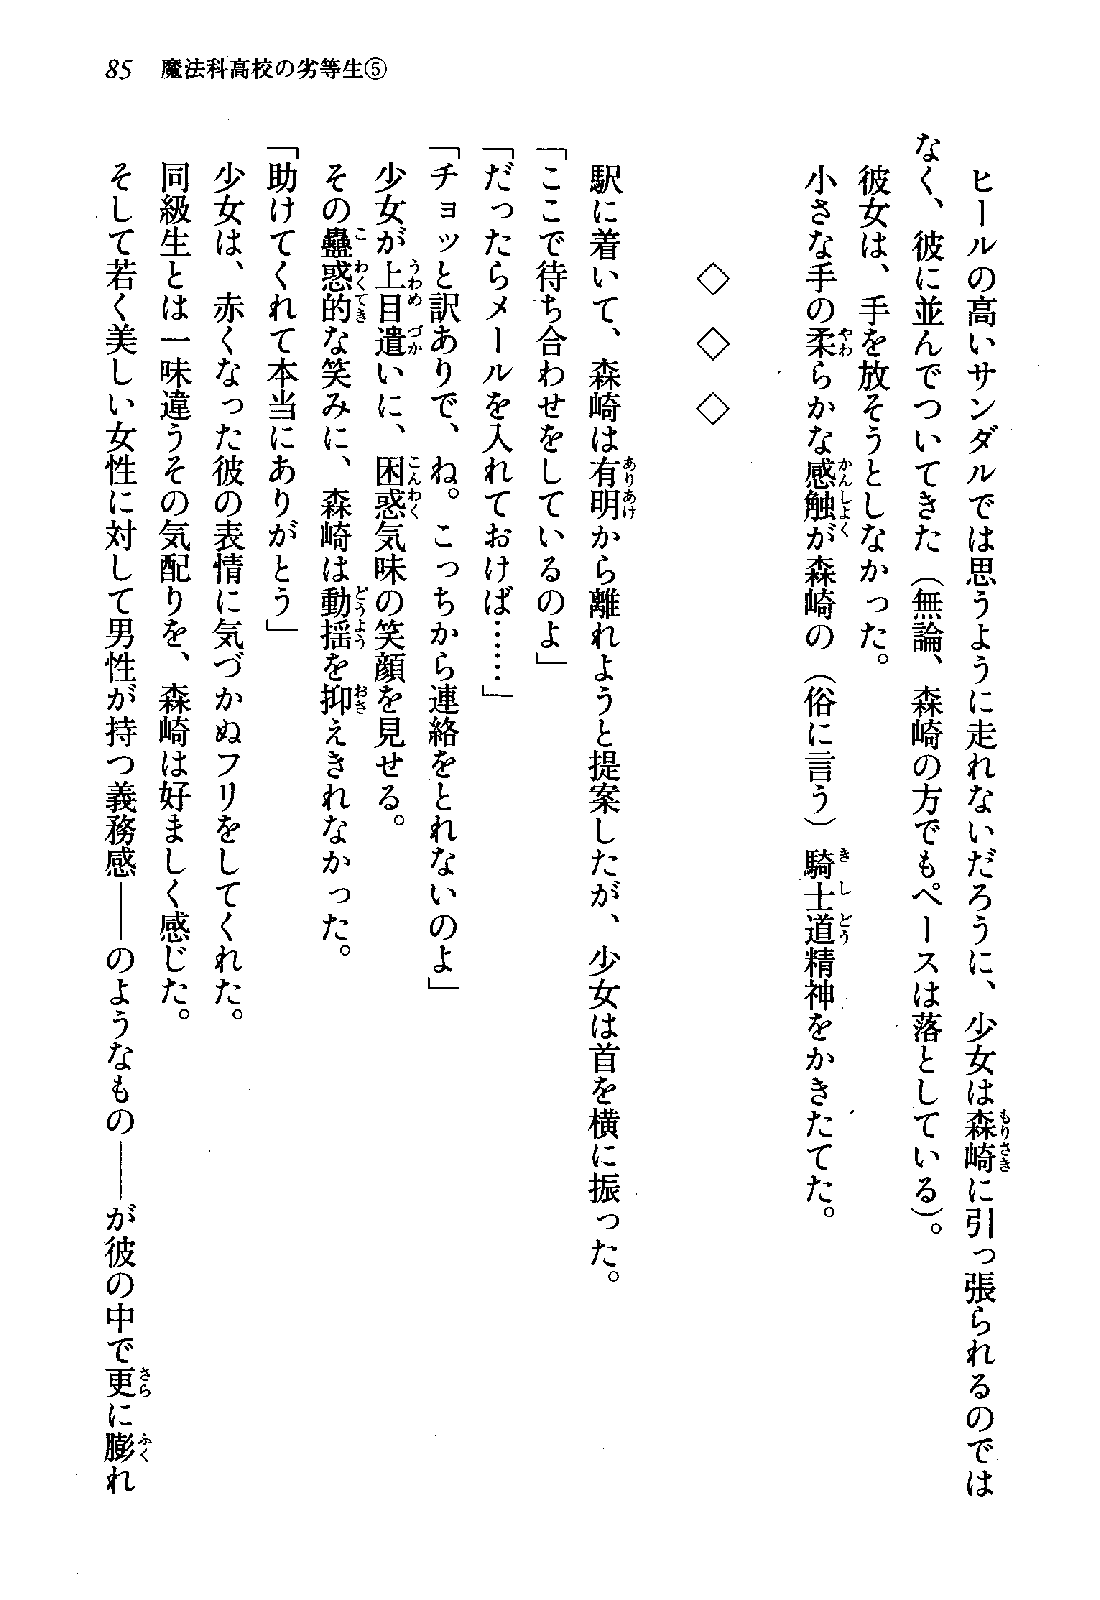 85　魔法科高校の劣等生⑤
　ヒールの高いサンダルでは思うように走れないだろうに、少女は森崎に引っ張られるのでは
なく、彼に並んでついてきた（無論、森崎の方でもペースは落としている）。
　彼女は、手を放そうとしなかった。
　小さな手の柔らかな感触が森崎の（俗に言う）騎士道精神をかきたてた。
◇　◇　◇
　駅に着いて、森崎は有明から離れようと提案したが、少女は首を横に振った。
「ここで待ち合わせをしているのよ」
「だったらメールを入れておけば……」
「チョッと訳ありで、ね。こっちから連絡をとれないのよ」
　少女が上目遣いに、困惑気味の笑顔を見せる。
　その蠱惑的な笑みに、森崎は動揺を抑えきれなかった。
「助けてくれて本当にありがとう」
　少女は、赤くなった彼の表情に気づかぬフリをしてくれた。
　同級生とは一味違うその気配りを、森崎は好ましく感じた。
　そして若く美しい女性に対して男性が持つ義務感――のようなもの――が彼の中で更に膨れ